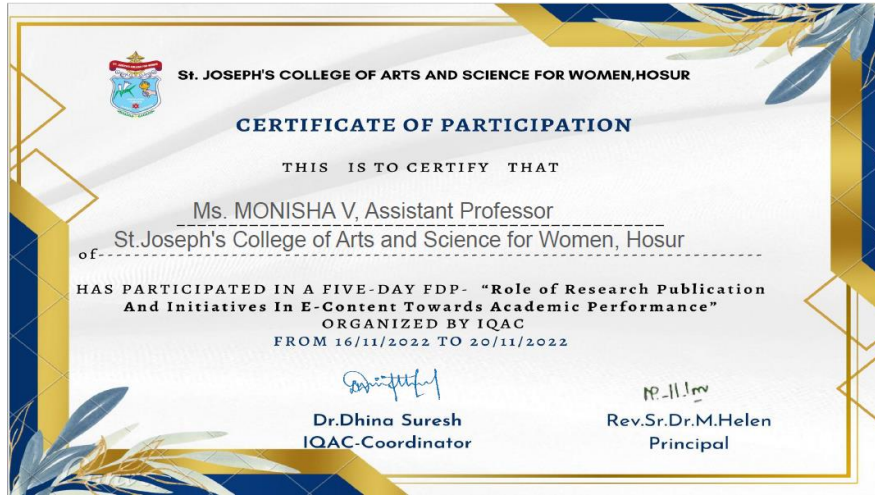 St. JOSEPH'S COLLEGE OF ARTS AND SCIENCE FOR WOMEN,HOSUR
CERTIFICATE OF PARTICIPATION
THIS IS TO CERTIFY THAT
Ms. MONISHA V, Assistant Professor
of St.Joseph's College of Arts and Science for Women, Hosur
HAS PARTICIPATED IN A FIVE-DAY FDP- “Role of Research Publication
And Initiatives In E-Content Towards Academic Performance”
ORGANIZED BY IQAC
FROM 16/11/2022 TO 20/11/2022
Dr.Dhina Suresh
IQAC-Coordinator
Rev.Sr.Dr.M.Helen
Principal